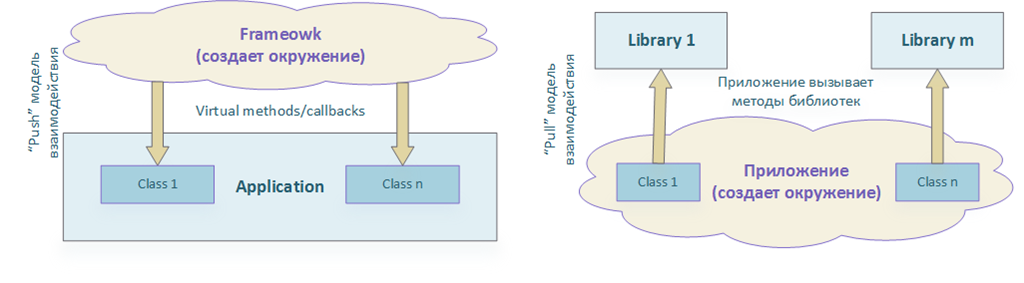 Frameowk
(создает окружение)
"Push" модель
взаимодействия
Virtual methods/callbacks
Class 1
Application
Class n
Library 1
Library m
"Pull" модель
взаимодействия
Приложение вызывает
методы библиотек
Class 1
Приложение
(создает окружение)
Class n